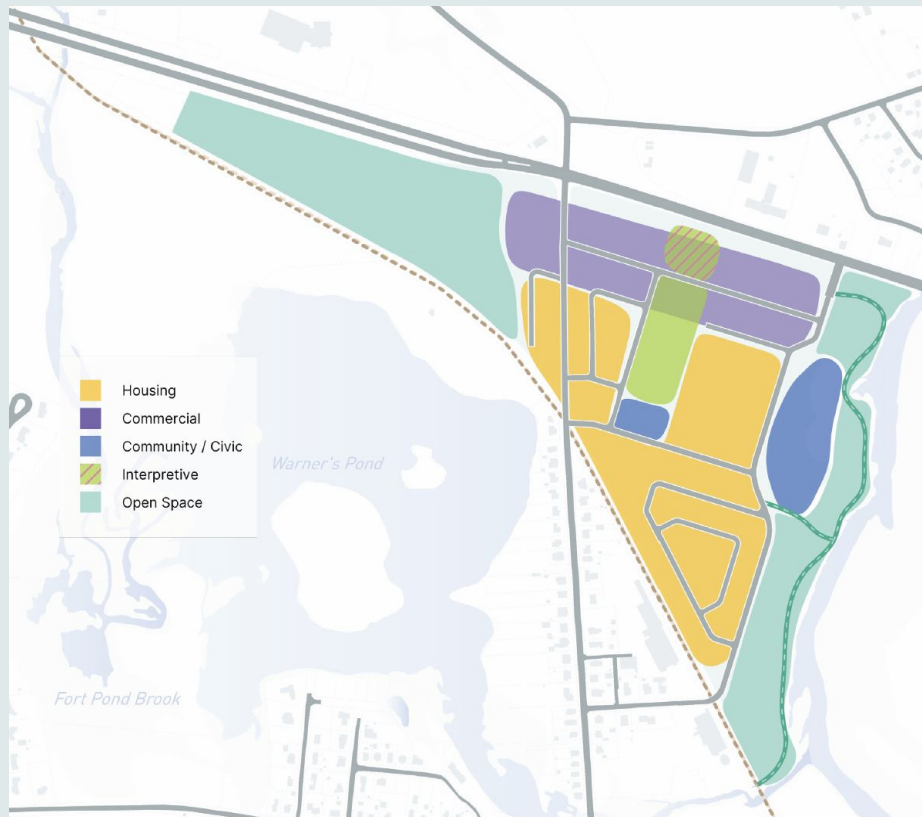 Housing
Commercial
Community / Civic
Interpretive
Open Space
Warner's Pond
Fort Pond Brook